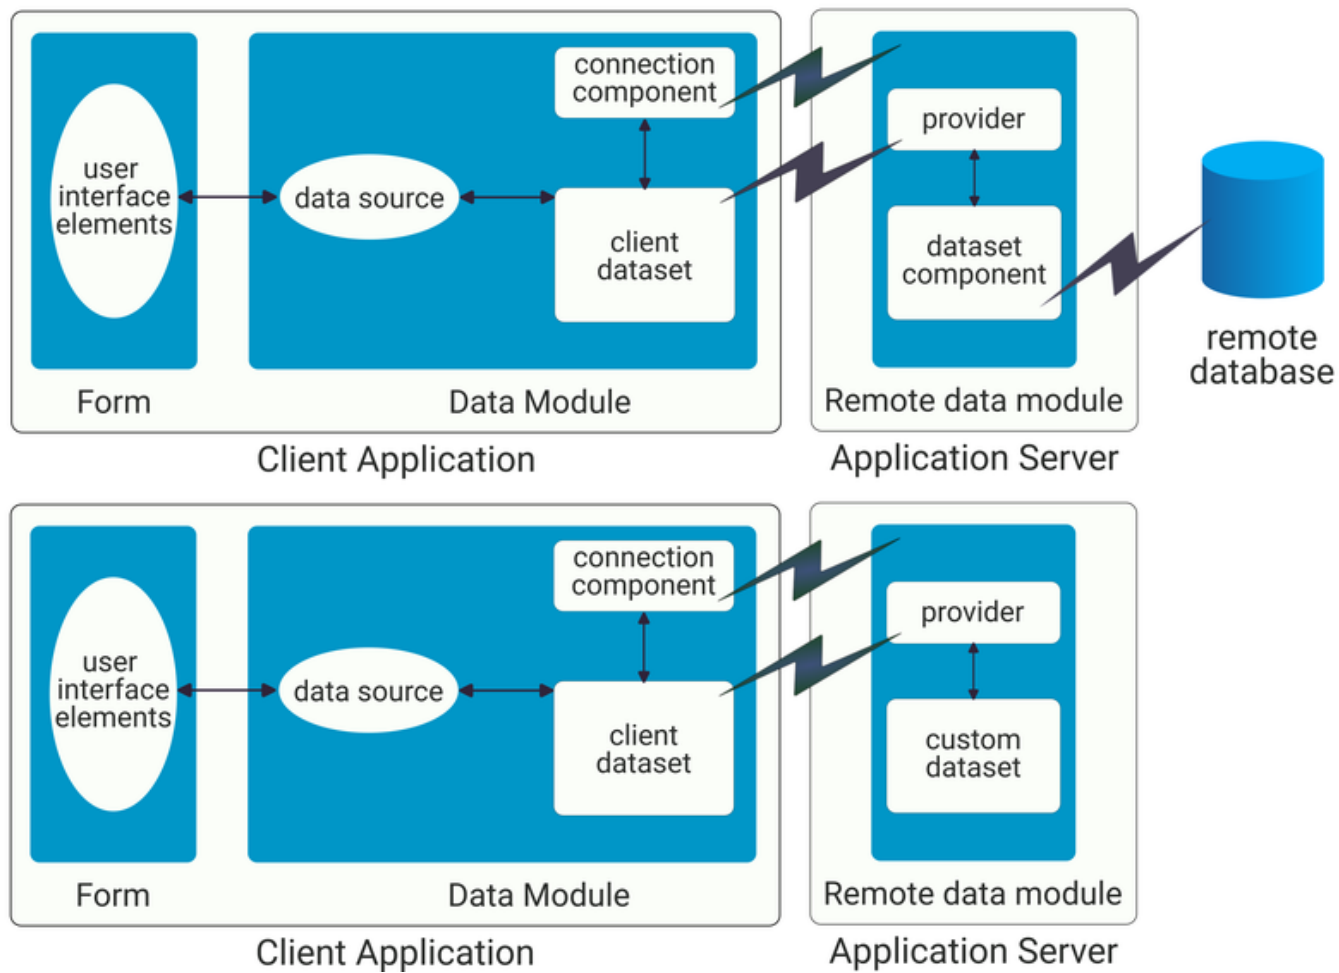 connection
component
provider
user
interface
elements
data source
client
dataset
dataset
component
remote
database
Form
Data Module
Remote data module
Client Application
Application Server
connection
component
provider
user
interface
elements
data source
client
dataset
custom
dataset
Form
Data Module
Remote data module
Client Application
Application Server